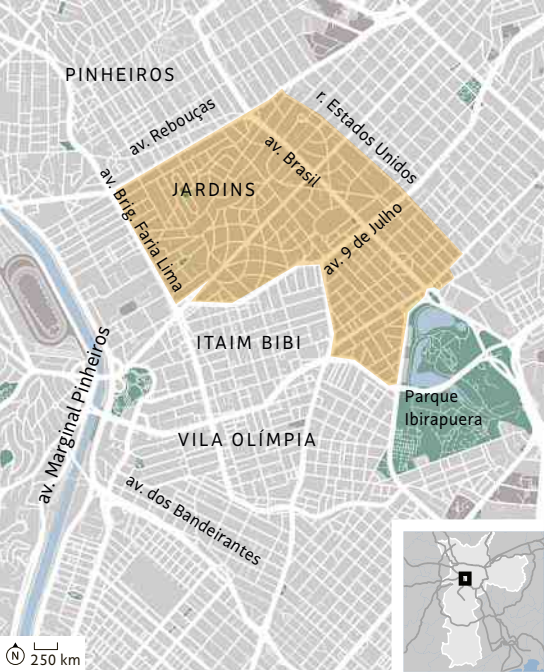 PINHEIROS
r. Estados Unidos
av. Rebouças
av. Brasil
av. Brig. Faria Lima
JARDINS
av. 9 de Julho
ITAIM BIBI
av. Marginal Pinheiros
Parque
Ibirapuera
VILA OLÍMPIA
av. dos Bandeirantes
N
250 km